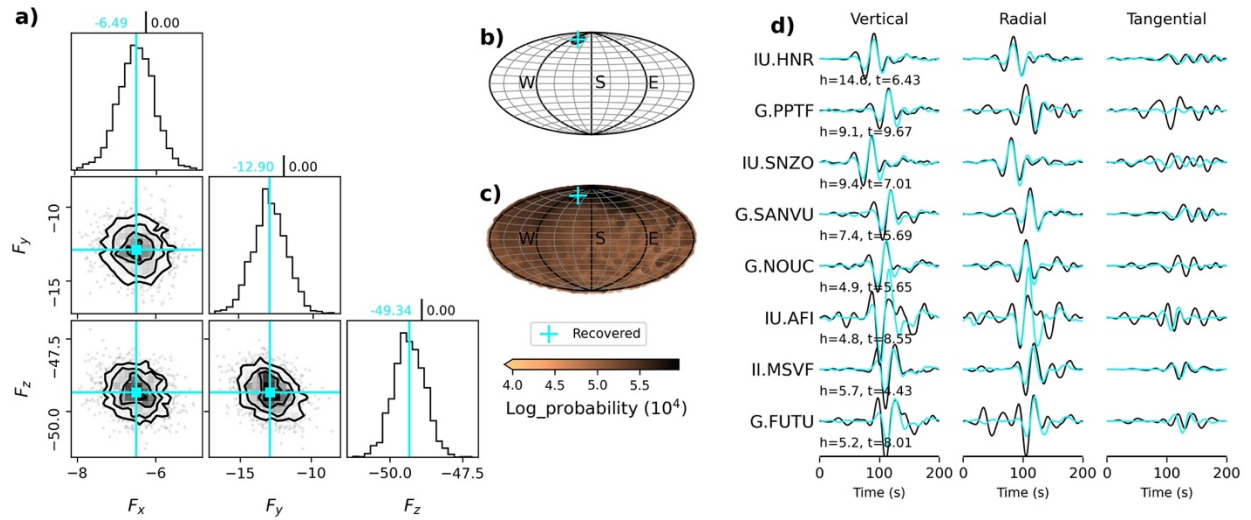 a)
-6.49
0.00
-12.90
0.00
-49.34
0.00
F_y
-10
-15
F_z
-47.5
-50.0
-8
-6
-15
-10
-50.0
-47.5
F_x
F_y
F_z
b)
W
S
E
c)
W
S
E
Recovered
4.0
4.5
5.0
5.5
Log_probability (10⁴)
d)
Vertical
Radial
Tangential
IU.HNR
h=14.6, t=6.43
G.PPTF
h=9.1, t=9.67
IU.SNZO
h=9.4, t=7.01
G.SANVU
h=7.4, t=5.69
G.NOUC
h=4.9, t=5.65
IU.AFI
h=4.8, t=8.55
II.MSVF
h=5.7, t=4.43
G.FUTU
h=5.2, t=8.01
0
100
200
0
100
200
0
100
200
Time (s)
Time (s)
Time (s)